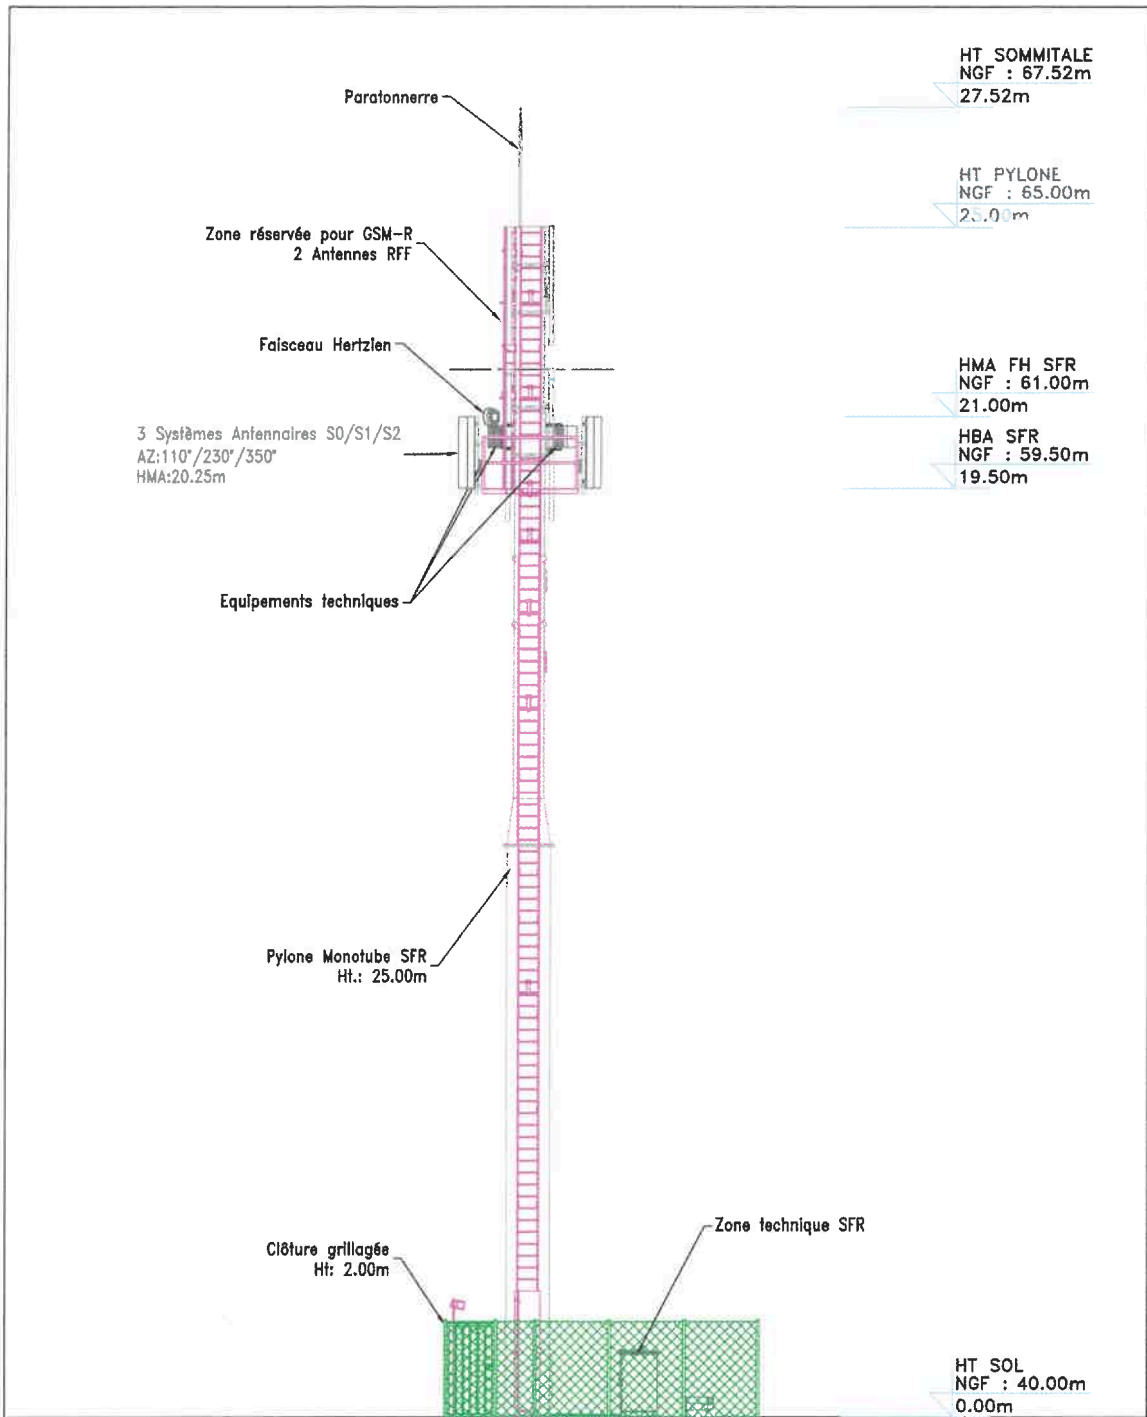 HT SOMMITALE
NGF : 67.52m
27.52m
Paratonnerre
HT PYLONE
NGF : 65.00m
25.00m
Zone réservée pour GSM-R
2 Antennes RFF
Faisceau Hertzien
HMA FH SFR
NGF : 61.00m
21.00m
3 Systèmes Antennaires S0/S1/S2
AZ:110°/230°/350°
HMA:20.25m
HBA SFR
NGF : 59.50m
19.50m
Equipements techniques
Pylone Monotube SFR
Ht.: 25.00m
Zone technique SFR
Clôture grillagée
Ht: 2.00m
HT SOL
NGF : 40.00m
0.00m